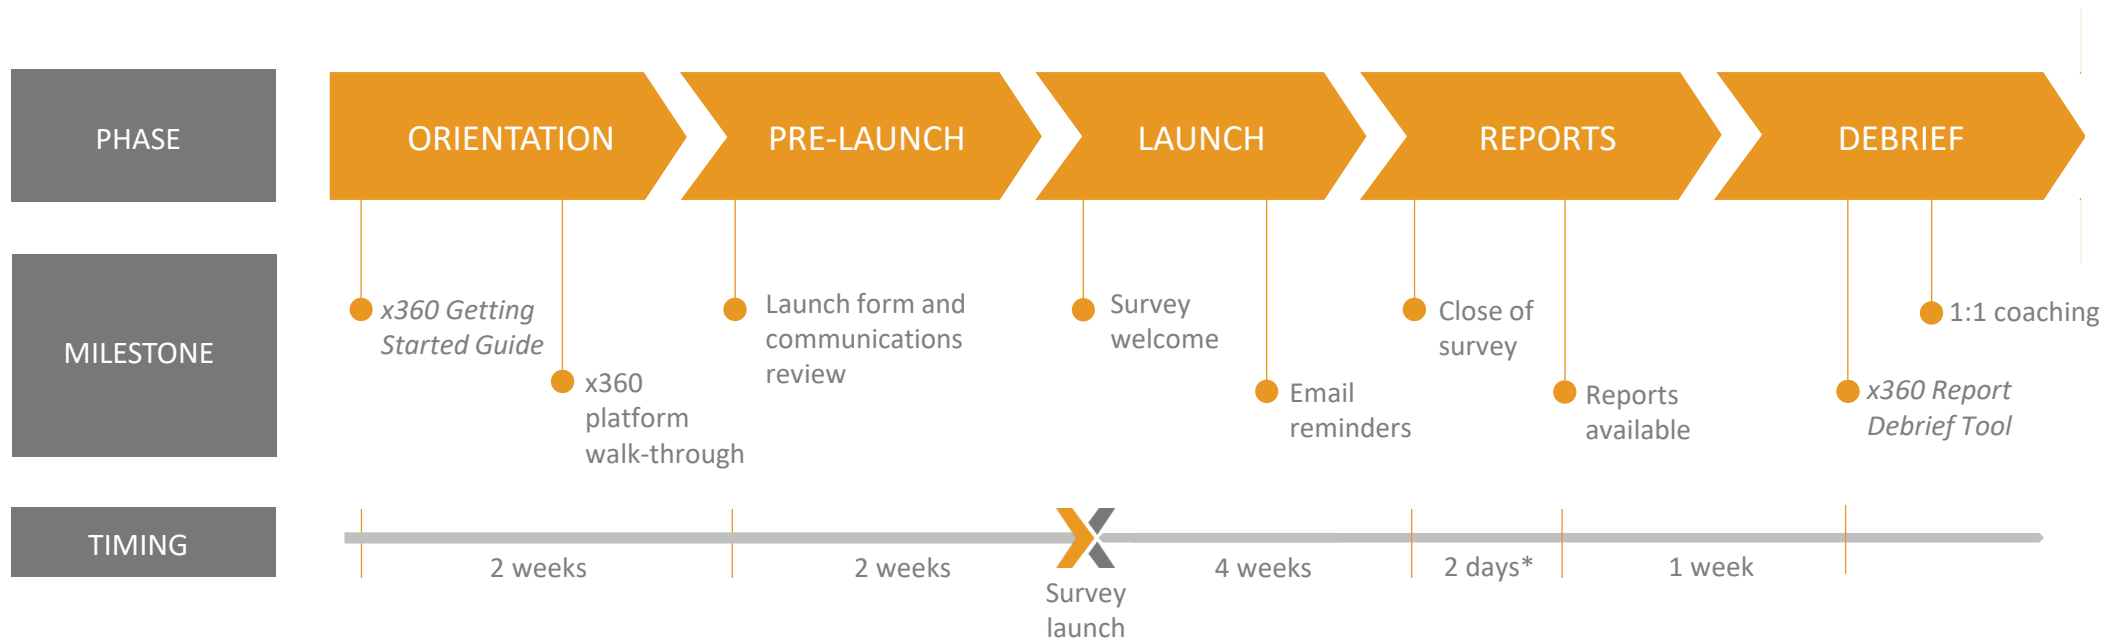 PHASE
ORIENTATION
PRE-LAUNCH
LAUNCH
REPORTS
DEBRIEF
MILESTONE
x360 Getting
Started Guide
x360
platform
walk-through
Launch form and
communications
review
Survey
welcome
Email
reminders
Close of
survey
Reports
available
1:1 coaching
x360 Report
Debrief Tool
TIMING
2 weeks
2 weeks
Survey
launch
4 weeks
2 days*
1 week